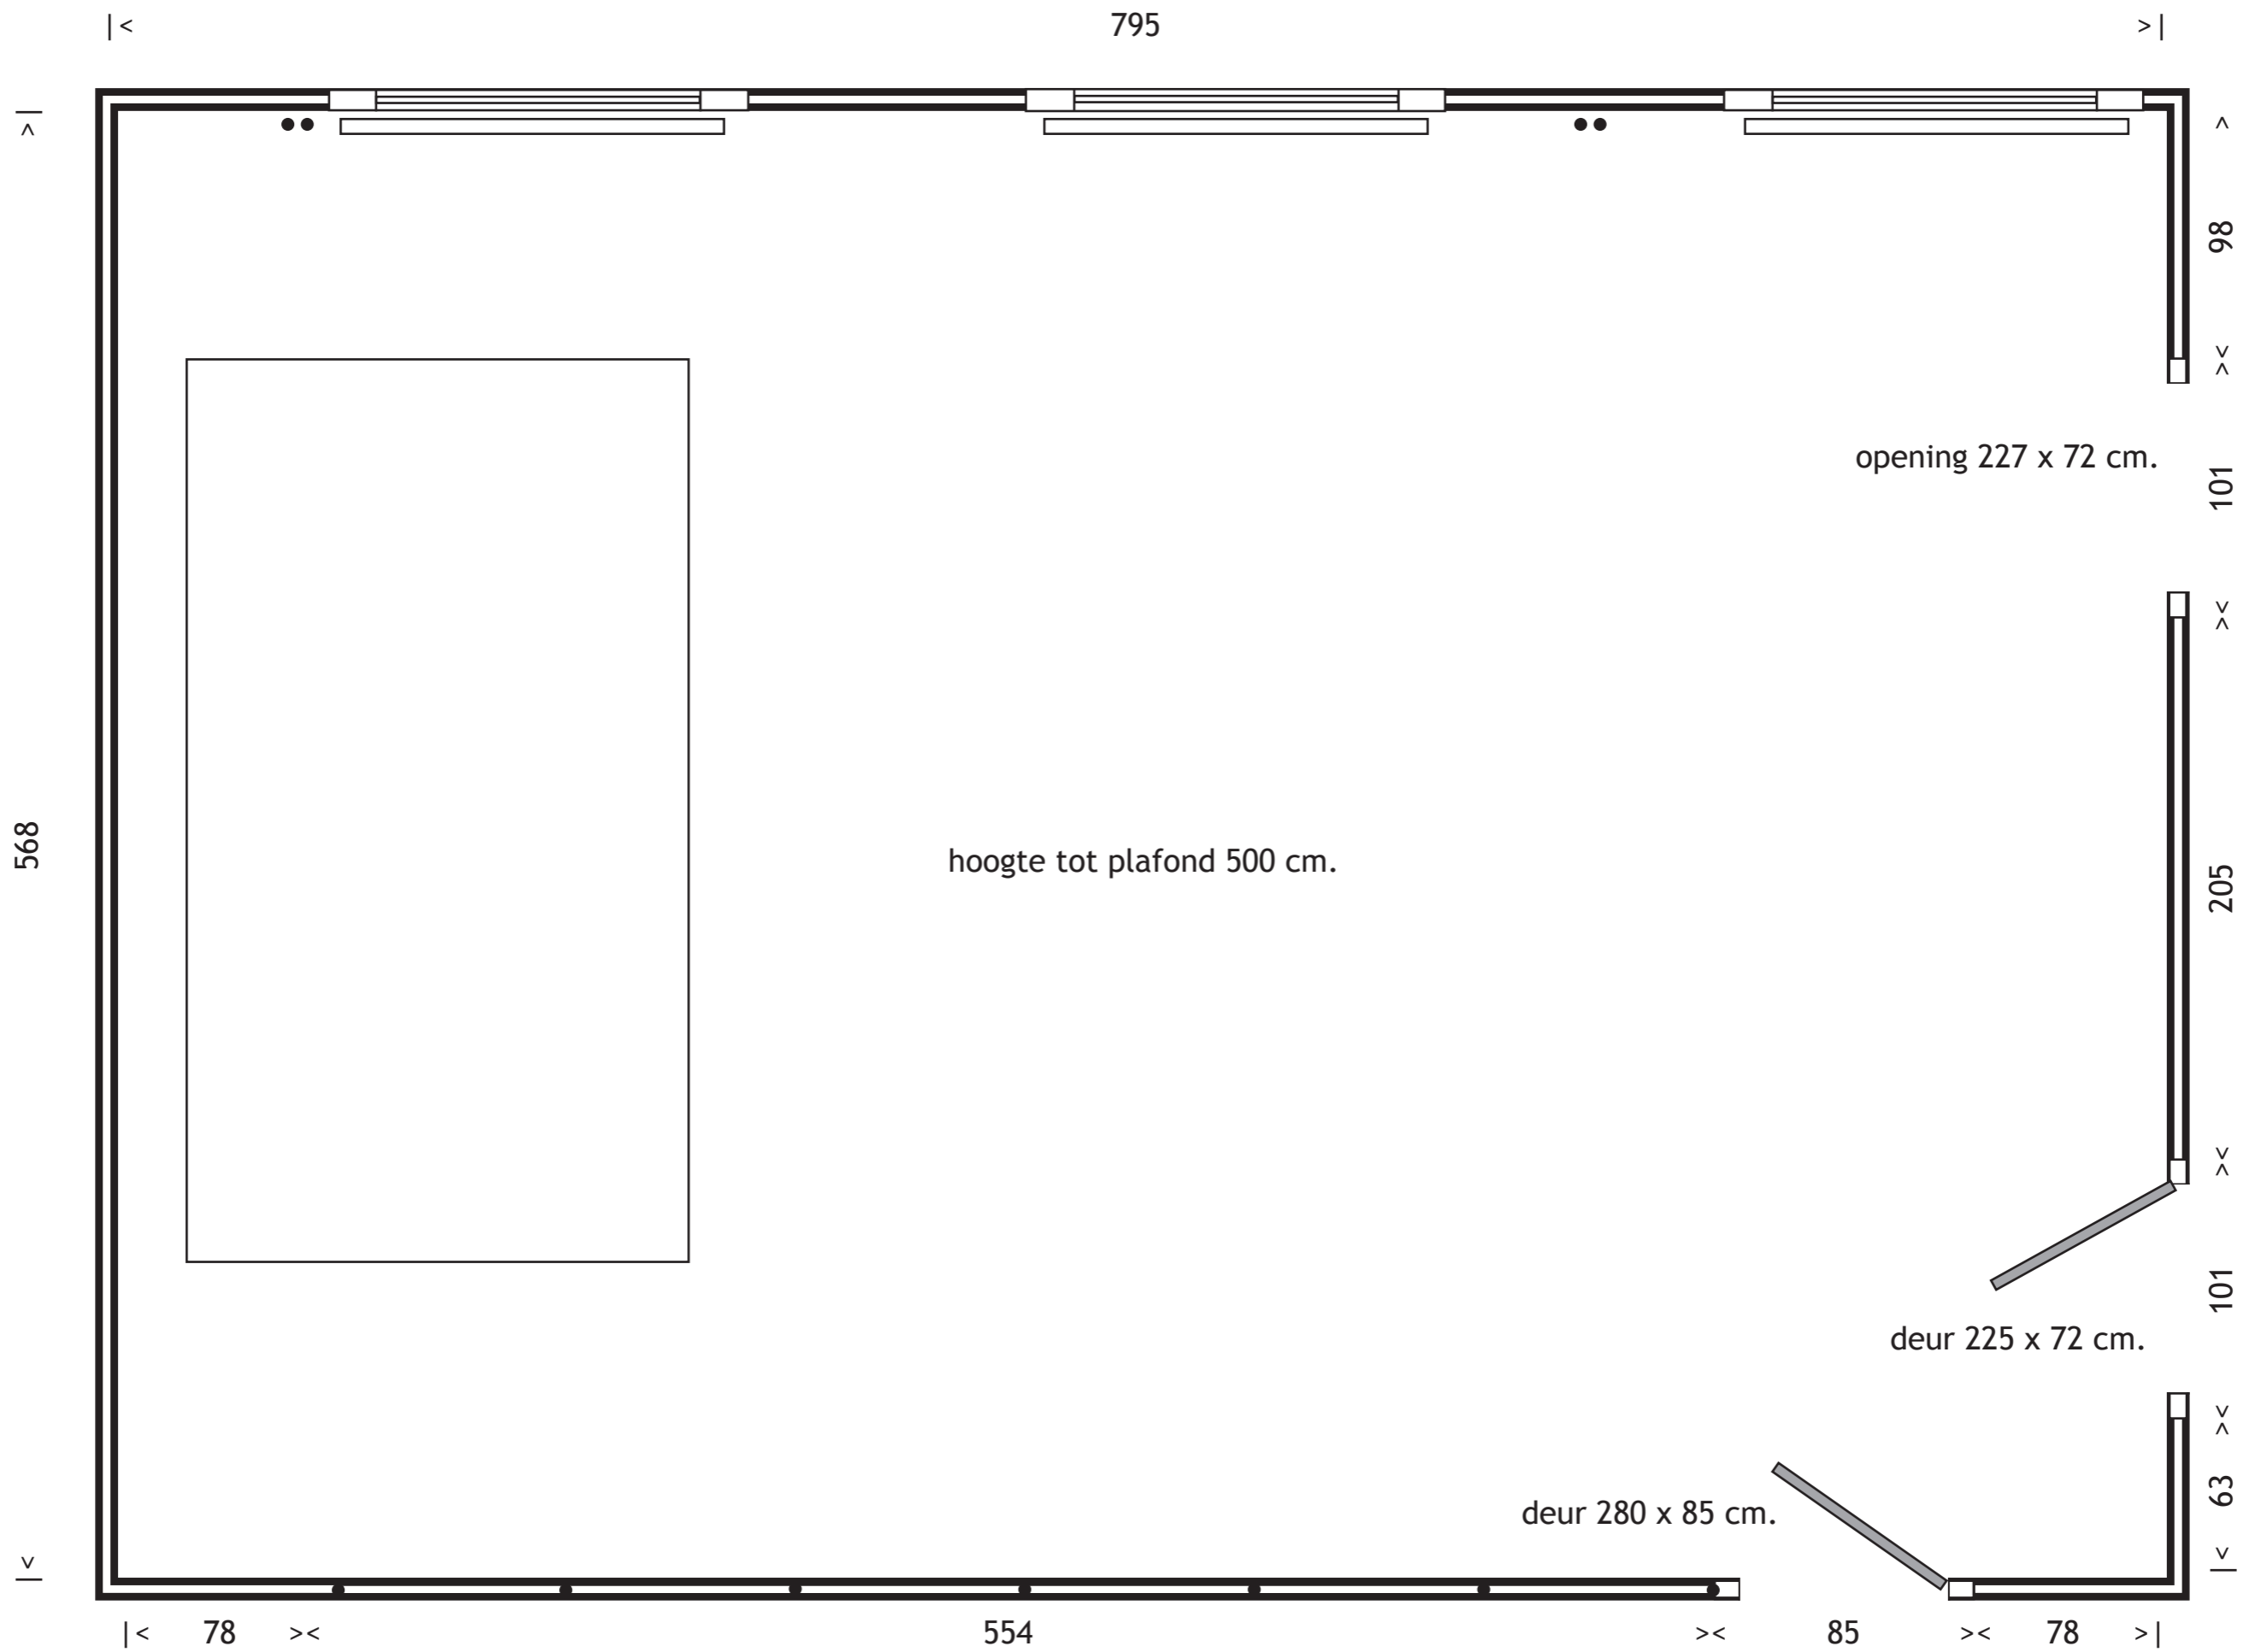 |< 795 >|
|< 568 >|
98
><
opening 227 x 72 cm.
101
><
hoogte tot plafond 500 cm.
205
><
101
deur 225 x 72 cm.
><
63
deur 280 x 85 cm.
|< 78 >< 554 >< 85 >< 78 >|